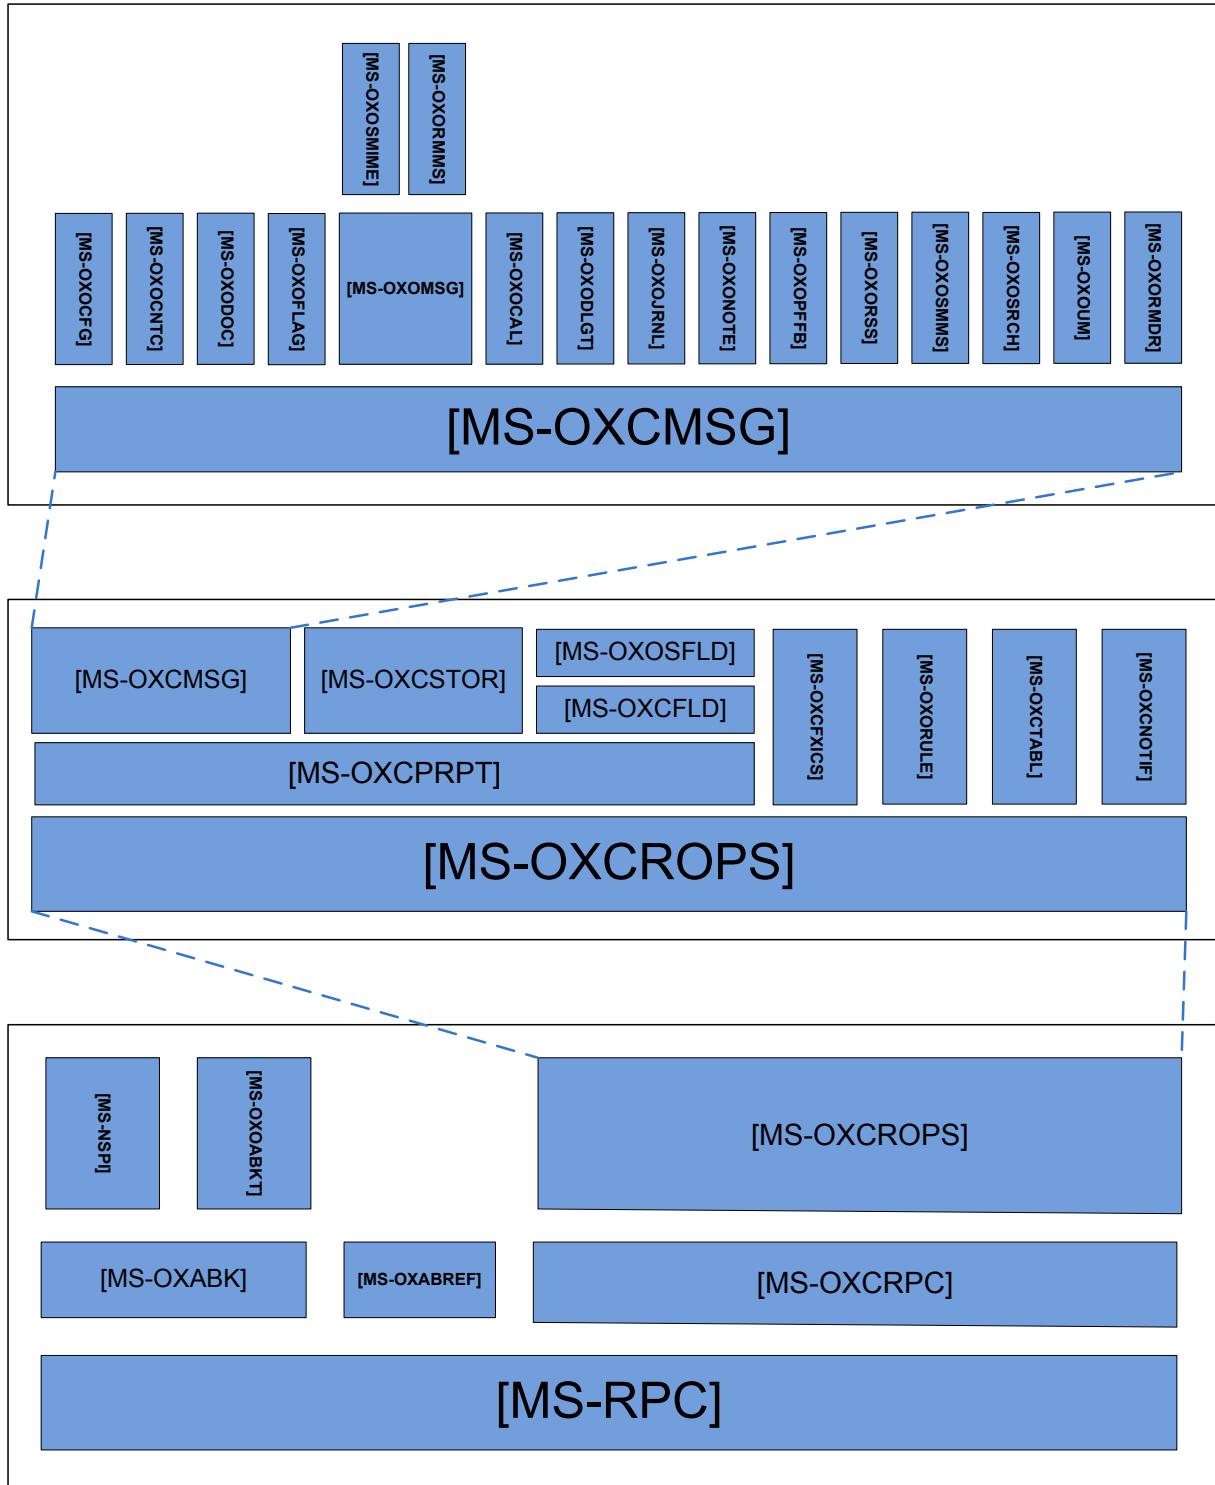 [MS-OXOSMIME]
[MS-OXORMMS]
[MS-OXOCFG]
[MS-OXOCNTC]
[MS-OXODOC]
[MS-OXOFLAG]
[MS-OXOMSG]
[MS-OXOCAL]
[MS-OXODLGT]
[MS-OXOJRNL]
[MS-OXONOTE]
[MS-OXOPFFB]
[MS-OXORSS]
[MS-OXOSMMS]
[MS-OXOSRCH]
[MS-OXOUM]
[MS-OXORMDR]
[MS-OXCMSG]
[MS-OXCMSG]
[MS-OXCSTOR]
[MS-OXOSFLD]
[MS-OXCFLD]
[MS-OXCFXICS]
[MS-OXORULE]
[MS-OXCTABL]
[MS-OXCNOTIF]
[MS-OXCPRPT]
[MS-OXCROPS]
[MS-NSPI]
[MS-OXOABKT]
[MS-OXCROPS]
[MS-OXABK]
[MS-OXABREF]
[MS-OXCRPC]
[MS-RPC]